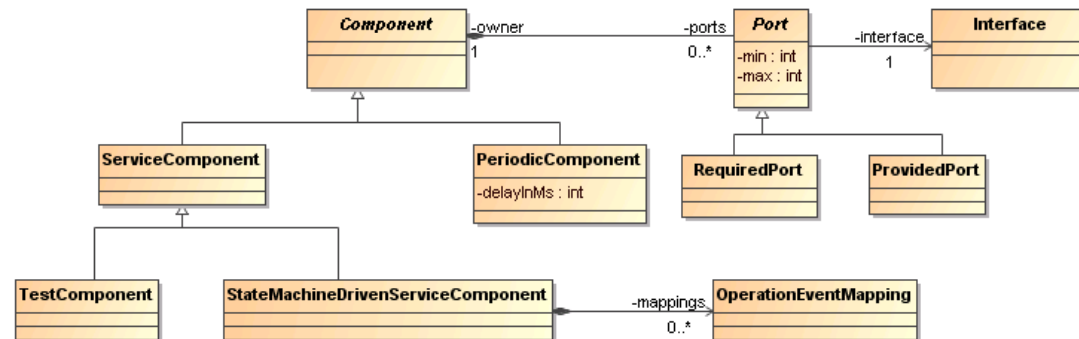 Component
-owner
1
-ports
0..*
Port
-min : int
-max : int
-interface
1
Interface
ServiceComponent
PeriodicComponent
-delayInMs : int
RequiredPort
ProvidedPort
TestComponent
StateMachineDrivenServiceComponent
-mappings
0..*
OperationEventMapping